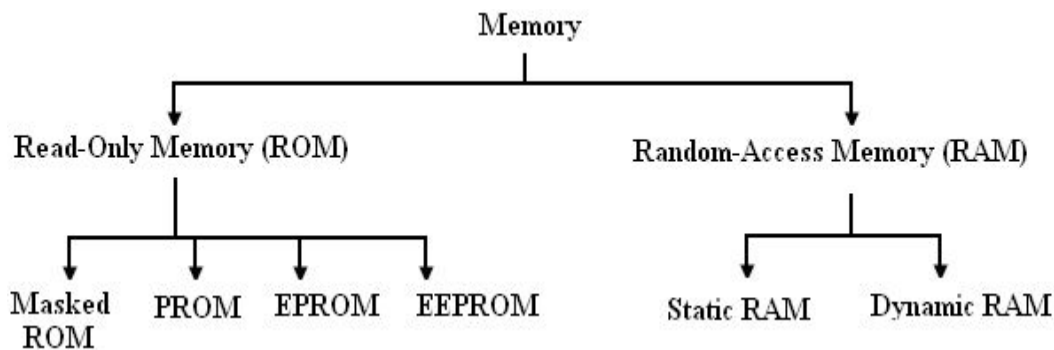 Memory
Read-Only Memory (ROM)
Random-Access Memory (RAM)
Masked
ROM
PROM
EPROM
EEPROM
Static RAM
Dynamic RAM